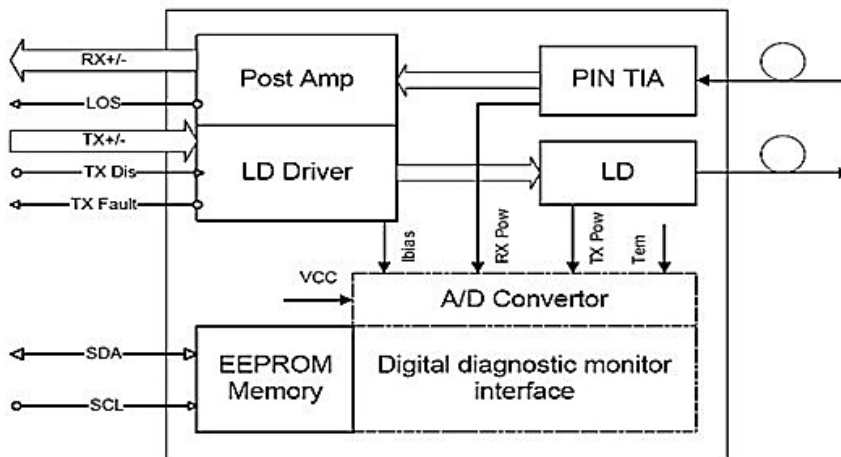 RX+/-
Post Amp
PIN TIA
LOS
TX+/-
TX Dis
LD Driver
LD
TX Fault
Ibias
RX Pow
TX Pow
Tem
VCC
A/D Convertor
SDA
EEPROM
Memory
Digital diagnostic monitor
interface
SCL